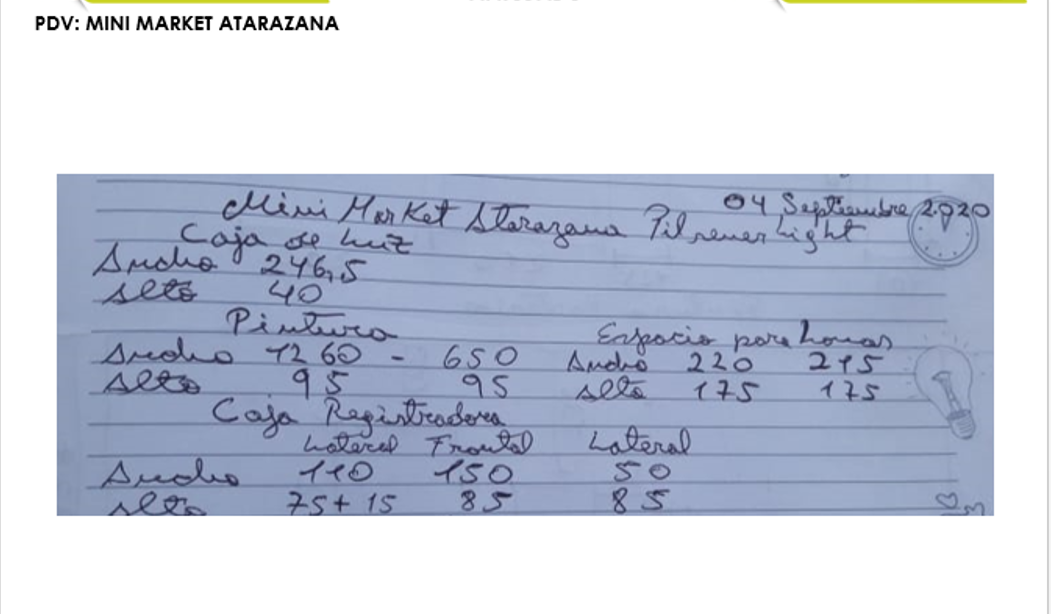 PDV: MINI MARKET ATARAZANA
04 Septiembre 2.020
Mini Market Atarazana Pilsener Light
Caja de Luz
Ancho 246,5
Alto 40
Pintura
Espacio para lonas
Ancho 1260 - 650 Ancho 220 215
Alto 95 95 Alto 175 175
Caja Registradora
Lateral Frontal Lateral
Ancho 110 150 50
Alto 75+15 85 85